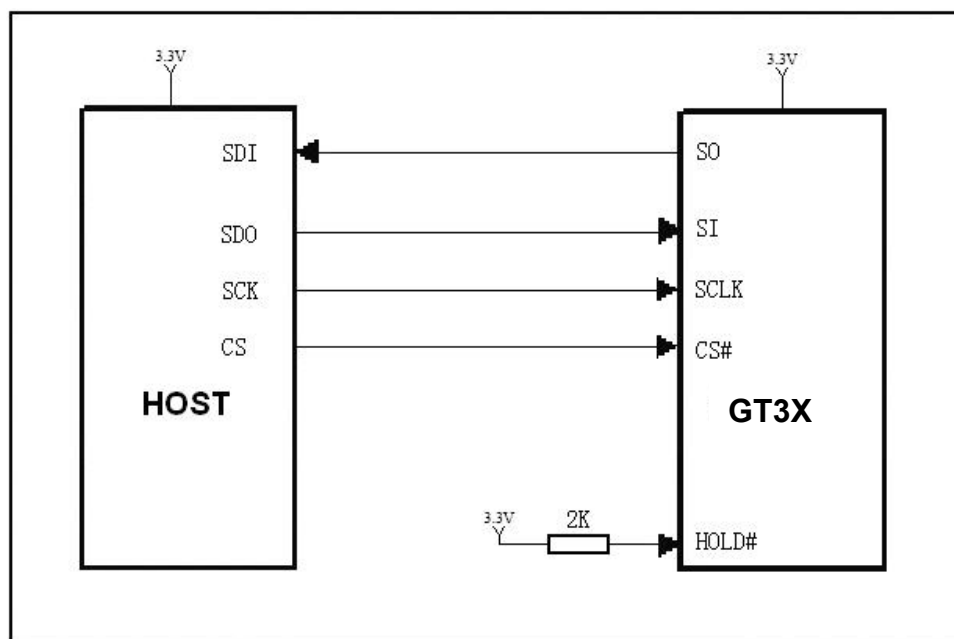 3.3V
3.3V
SDI
SO
SDO
SI
SCK
SCLK
CS
CS#
HOST
GT3X
3.3V
2K
HOLD#